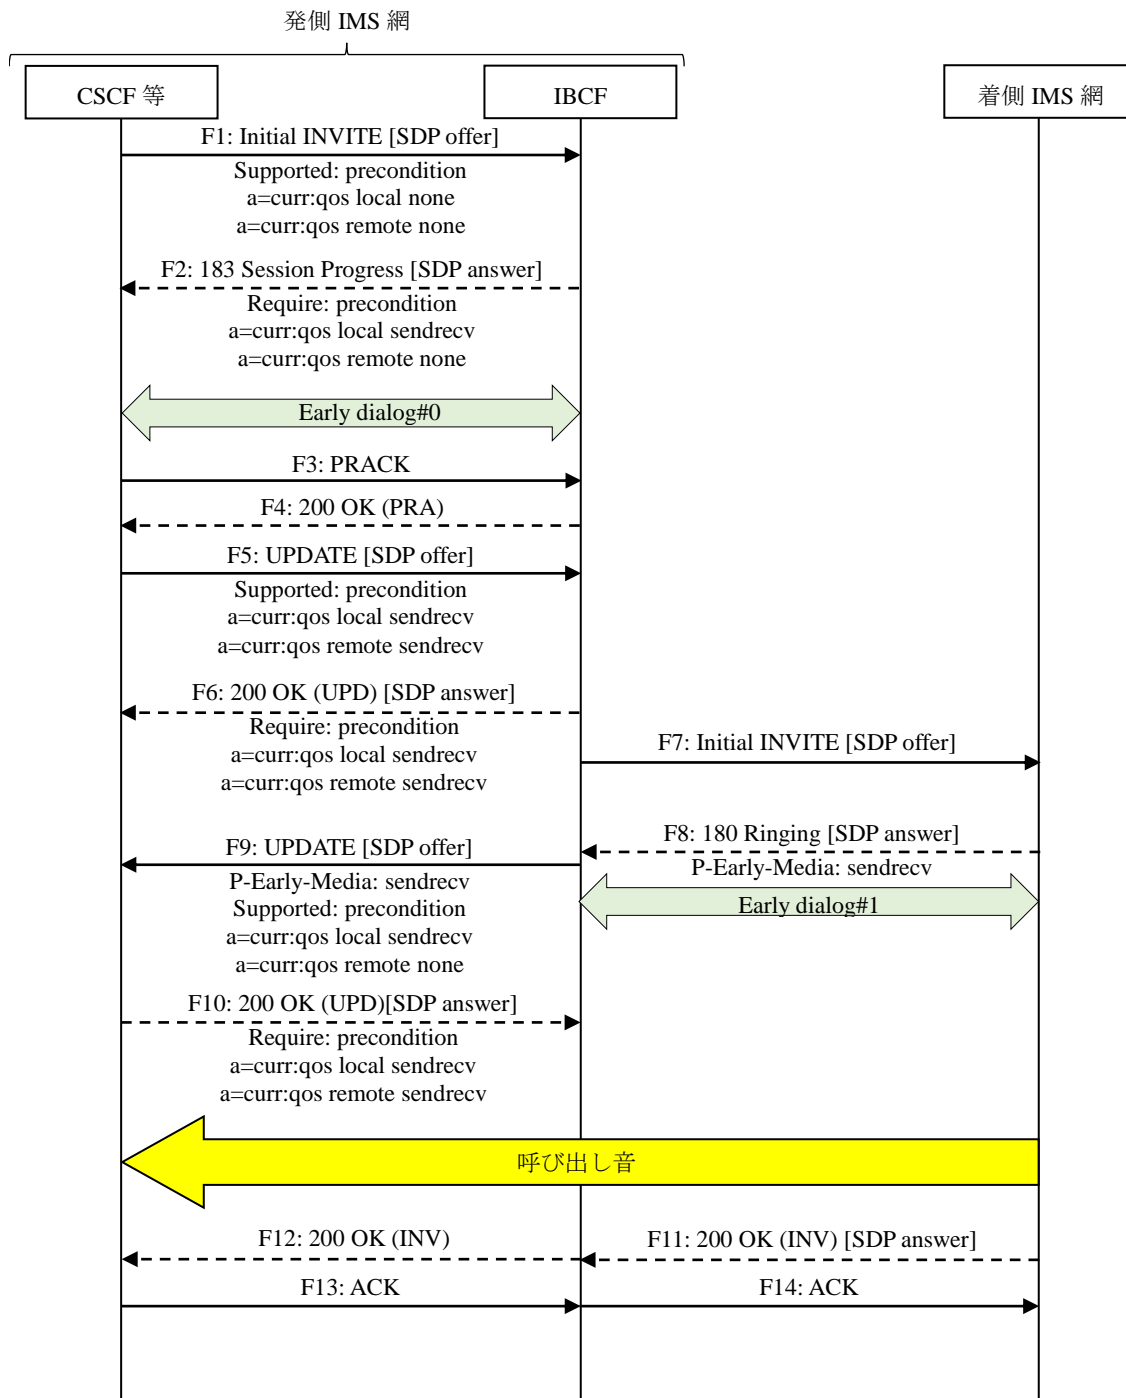 発側 IMS 網
CSCF 等
IBCF
着側 IMS 網
F1: Initial INVITE [SDP offer]
Supported: precondition
a=curr:qos local none
a=curr:qos remote none
F2: 183 Session Progress [SDP answer]
Require: precondition
a=curr:qos local sendrecv
a=curr:qos remote none
Early dialog#0
F3: PRACK
F4: 200 OK (PRA)
F5: UPDATE [SDP offer]
Supported: precondition
a=curr:qos local sendrecv
a=curr:qos remote sendrecv
F6: 200 OK (UPD) [SDP answer]
Require: precondition
a=curr:qos local sendrecv
a=curr:qos remote sendrecv
F7: Initial INVITE [SDP offer]
F8: 180 Ringing [SDP answer]
P-Early-Media: sendrecv
Early dialog#1
F9: UPDATE [SDP offer]
P-Early-Media: sendrecv
Supported: precondition
a=curr:qos local sendrecv
a=curr:qos remote none
F10: 200 OK (UPD)[SDP answer]
Require: precondition
a=curr:qos local sendrecv
a=curr:qos remote sendrecv
呼び出し音
F12: 200 OK (INV)
F11: 200 OK (INV) [SDP answer]
F13: ACK
F14: ACK